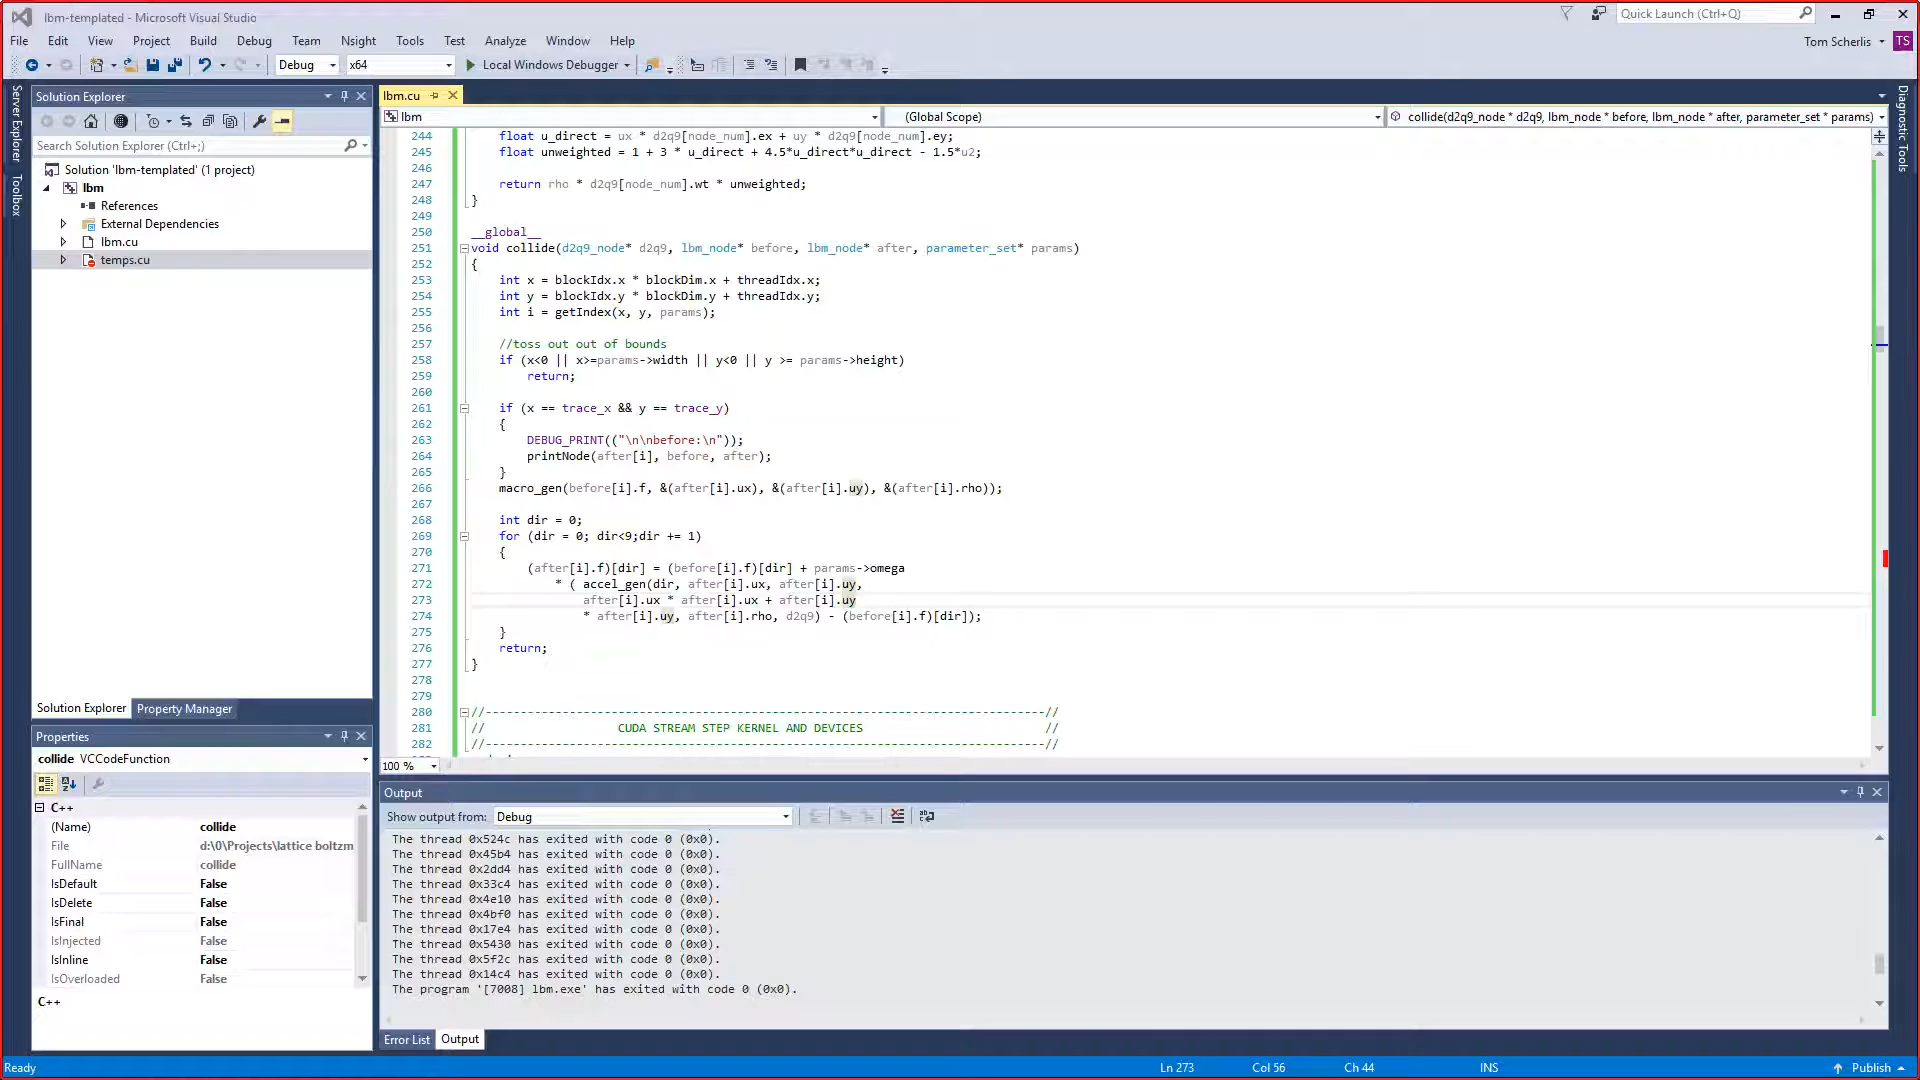 lbm-templated - Microsoft Visual Studio
Quick Launch (Ctrl+Q)
File Edit View Project Build Debug Team Nsight Tools Test Analyze Window Help
Tom Scherlis TS
Debug x64 Local Windows Debugger
Server Explorer
Toolbox
Solution Explorer
Search Solution Explorer (Ctrl+;)
Solution 'lbm-templated' (1 project)
lbm
References
External Dependencies
lbm.cu
temps.cu
Solution Explorer Property Manager
Properties
collide VCCodeFunction
C++
(Name) collide
File d:\0\Projects\lattice boltzm
FullName collide
IsDefault False
IsDelete False
IsFinal False
IsInjected False
IsInline False
IsOverloaded False
C++
lbm.cu
lbm (Global Scope) collide(d2q9_node * d2q9, lbm_node * before, lbm_node * after, parameter_set * params)
244 float u_direct = ux * d2q9[node_num].ex + uy * d2q9[node_num].ey;
245 float unweighted = 1 + 3 * u_direct + 4.5*u_direct*u_direct - 1.5*u2;
246
247 return rho * d2q9[node_num].wt * unweighted;
248 }
249
250 __global__
251 void collide(d2q9_node* d2q9, lbm_node* before, lbm_node* after, parameter_set* params)
252 {
253 int x = blockIdx.x * blockDim.x + threadIdx.x;
254 int y = blockIdx.y * blockDim.y + threadIdx.y;
255 int i = getIndex(x, y, params);
256
257 //toss out out of bounds
258 if (x<0 || x>=params->width || y<0 || y >= params->height)
259 return;
260
261 if (x == trace_x && y == trace_y)
262 {
263 DEBUG_PRINT(("\n\nbefore:\n"));
264 printNode(after[i], before, after);
265 }
266 macro_gen(before[i].f, &(after[i].ux), &(after[i].uy), &(after[i].rho));
267
268 int dir = 0;
269 for (dir = 0; dir<9;dir += 1)
270 {
271 (after[i].f)[dir] = (before[i].f)[dir] + params->omega
272 * ( accel_gen(dir, after[i].ux, after[i].uy,
273 after[i].ux * after[i].ux + after[i].uy
274 * after[i].uy, after[i].rho, d2q9) - (before[i].f)[dir]);
275 }
276 return;
277 }
278
279
280 //--------------------------------------------------------------------------------//
281 // CUDA STREAM STEP KERNEL AND DEVICES //
282 //--------------------------------------------------------------------------------//
100 %
Diagnostic Tools
Output
Show output from: Debug
The thread 0x524c has exited with code 0 (0x0).
The thread 0x45b4 has exited with code 0 (0x0).
The thread 0x2dd4 has exited with code 0 (0x0).
The thread 0x33c4 has exited with code 0 (0x0).
The thread 0x4e10 has exited with code 0 (0x0).
The thread 0x4bf0 has exited with code 0 (0x0).
The thread 0x17e4 has exited with code 0 (0x0).
The thread 0x5430 has exited with code 0 (0x0).
The thread 0x5f2c has exited with code 0 (0x0).
The thread 0x14c4 has exited with code 0 (0x0).
The program '[7008] lbm.exe' has exited with code 0 (0x0).
Error List Output
Ready Ln 273 Col 56 Ch 44 INS Publish